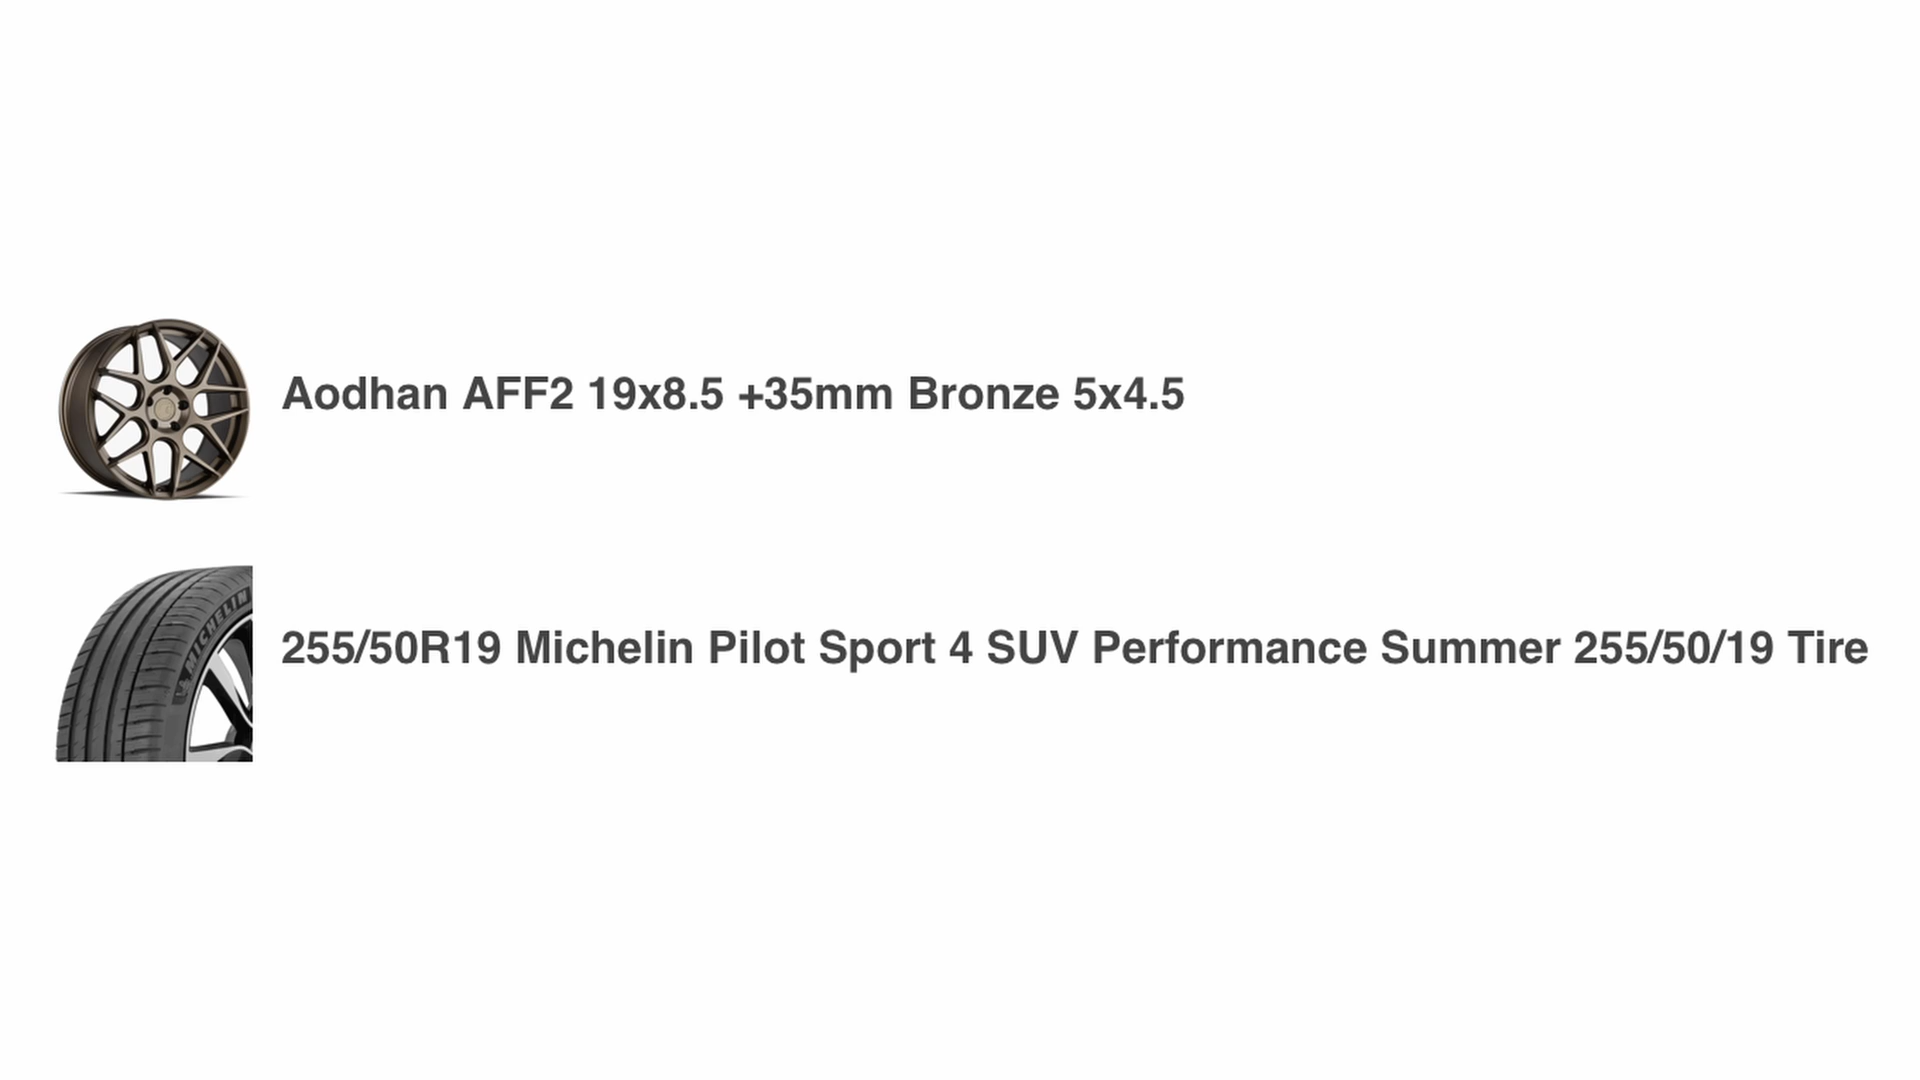 Aodhan AFF2 19x8.5 +35mm Bronze 5x4.5
MICHELIN
255/50R19 Michelin Pilot Sport 4 SUV Performance Summer 255/50/19 Tire